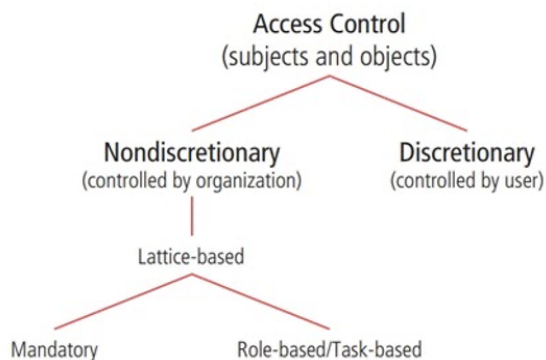 Access Control
(subjects and objects)
Nondiscretionary
(controlled by organization)
Discretionary
(controlled by user)
Lattice-based
Mandatory
Role-based/Task-based